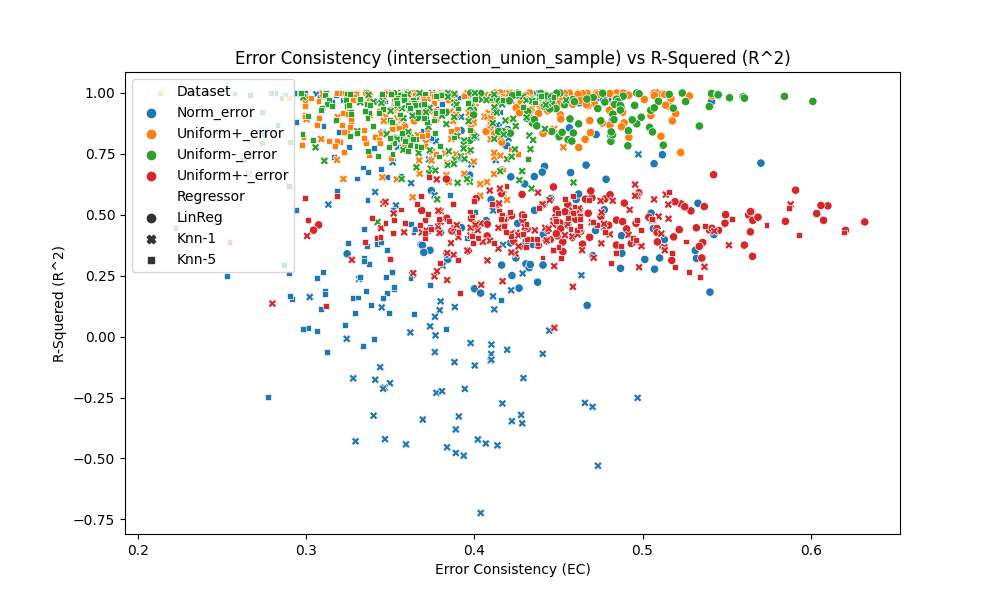 Error Consistency (intersection_union_sample) vs R-Squered (R^2)
1.00
0.75
0.50
0.25
0.00
−0.25
−0.50
−0.75
R-Squered (R^2)
Dataset
Norm_error
Uniform+_error
Uniform-_error
Uniform+-_error
Regressor
LinReg
Knn-1
Knn-5
0.2
0.3
0.4
0.5
0.6
Error Consistency (EC)